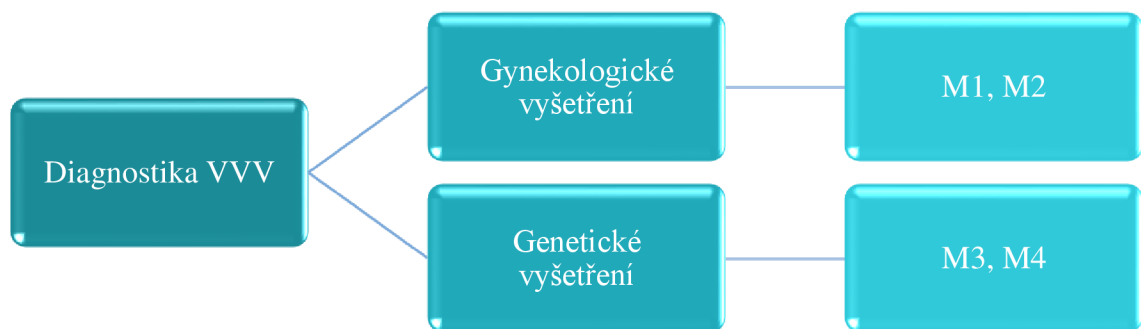 Diagnostika VVV
Gynekologické
vyšetření
M1, M2
Genetické
vyšetření
M3, M4